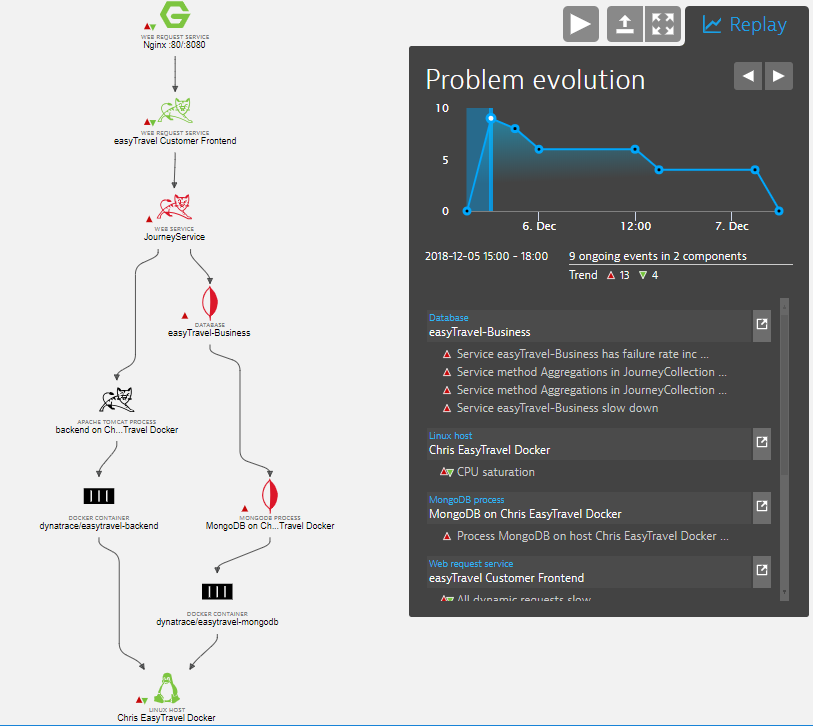 WEB REQUEST SERVICE
Nginx :80/:8080
WEB REQUEST SERVICE
easyTravel Customer Frontend
WEB SERVICE
JourneyService
DATABASE
easyTravel-Business
APACHE TOMCAT PROCESS
backend on Ch...Travel Docker
DOCKER CONTAINER
dynatrace/easytravel-backend
MONGODB PROCESS
MongoDB on Ch...Travel Docker
DOCKER CONTAINER
dynatrace/easytravel-mongodb
LINUX HOST
Chris EasyTravel Docker
Replay
Problem evolution
10
5
0
6. Dec
12:00
7. Dec
2018-12-05 15:00 - 18:00
9 ongoing events in 2 components
Trend 13 4
Database
easyTravel-Business
Service easyTravel-Business has failure rate inc ...
Service method Aggregations in JourneyCollection ...
Service method Aggregations in JourneyCollection ...
Service easyTravel-Business slow down
Linux host
Chris EasyTravel Docker
CPU saturation
MongoDB process
MongoDB on Chris EasyTravel Docker
Process MongoDB on host Chris EasyTravel Docker ...
Web request service
easyTravel Customer Frontend
All dynamic requests slow